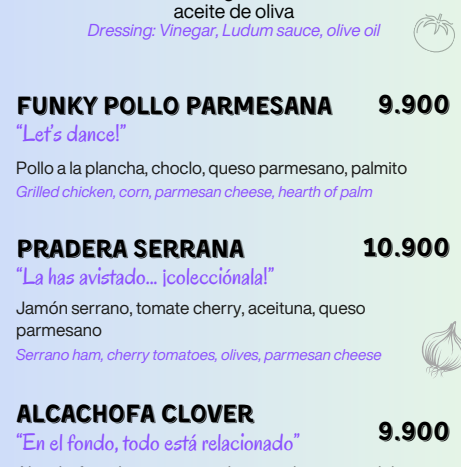 aceite de oliva
Dressing: Vinegar, Ludum sauce, olive oil
FUNKY POLLO PARMESANA 9.900
“Let's dance!”
Pollo a la plancha, choclo, queso parmesano, palmito
Grilled chicken, corn, parmesan cheese, hearth of palm
PRADERA SERRANA 10.900
“La has avistado... ¡colecciónala!”
Jamón serrano, tomate cherry, aceituna, queso
parmesano
Serrano ham, cherry tomatoes, olives, parmesan cheese
ALCACHOFA CLOVER
9.900
“En el fondo, todo está relacionado”